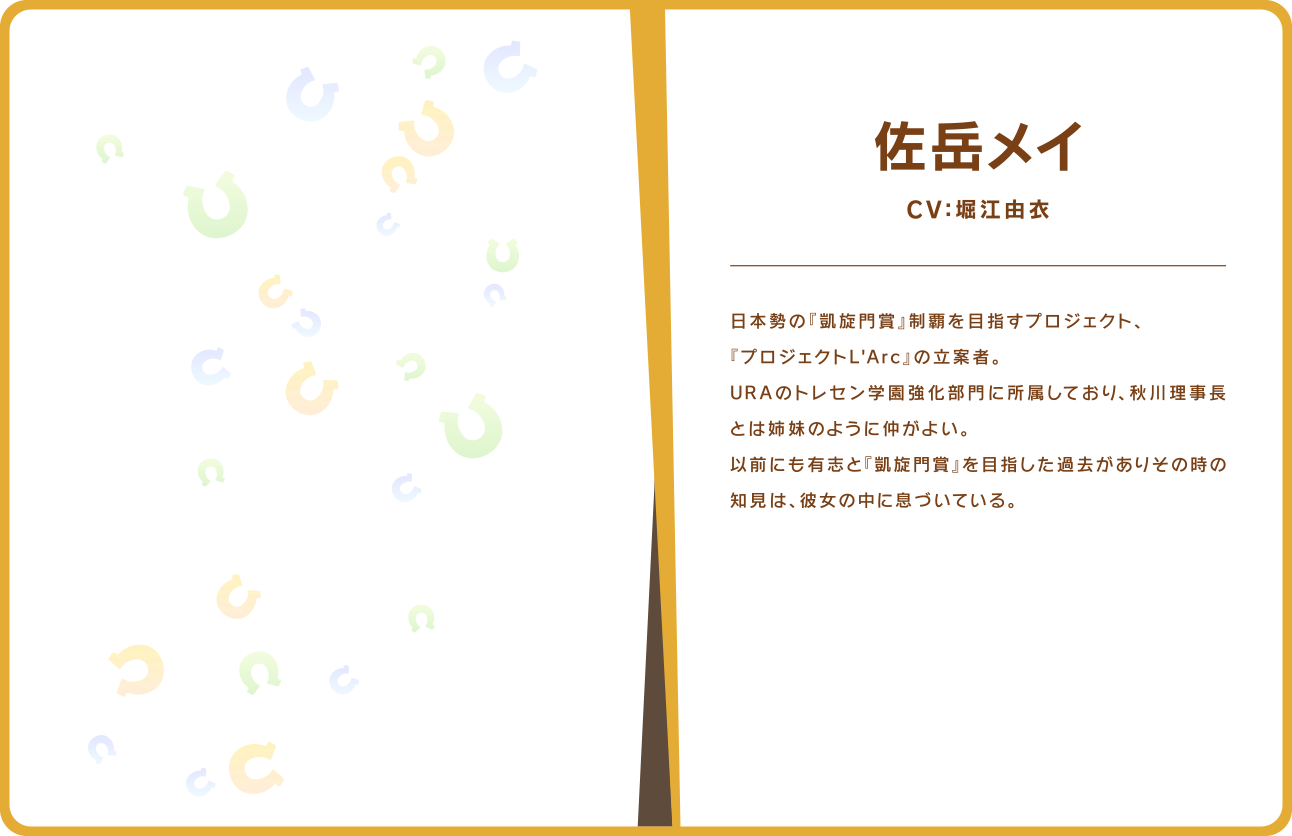 佐岳メイ
CV:堀江由衣
日本勢の『凱旋門賞』制覇を目指すプロジェクト、
『プロジェクトL'Arc』の立案者。
URAのトレセン学園強化部門に所属しており、秋川理事長
とは姉妹のように仲がよい。
以前にも有志と『凱旋門賞』を目指した過去がありその時の
知見は、彼女の中に息づいている。